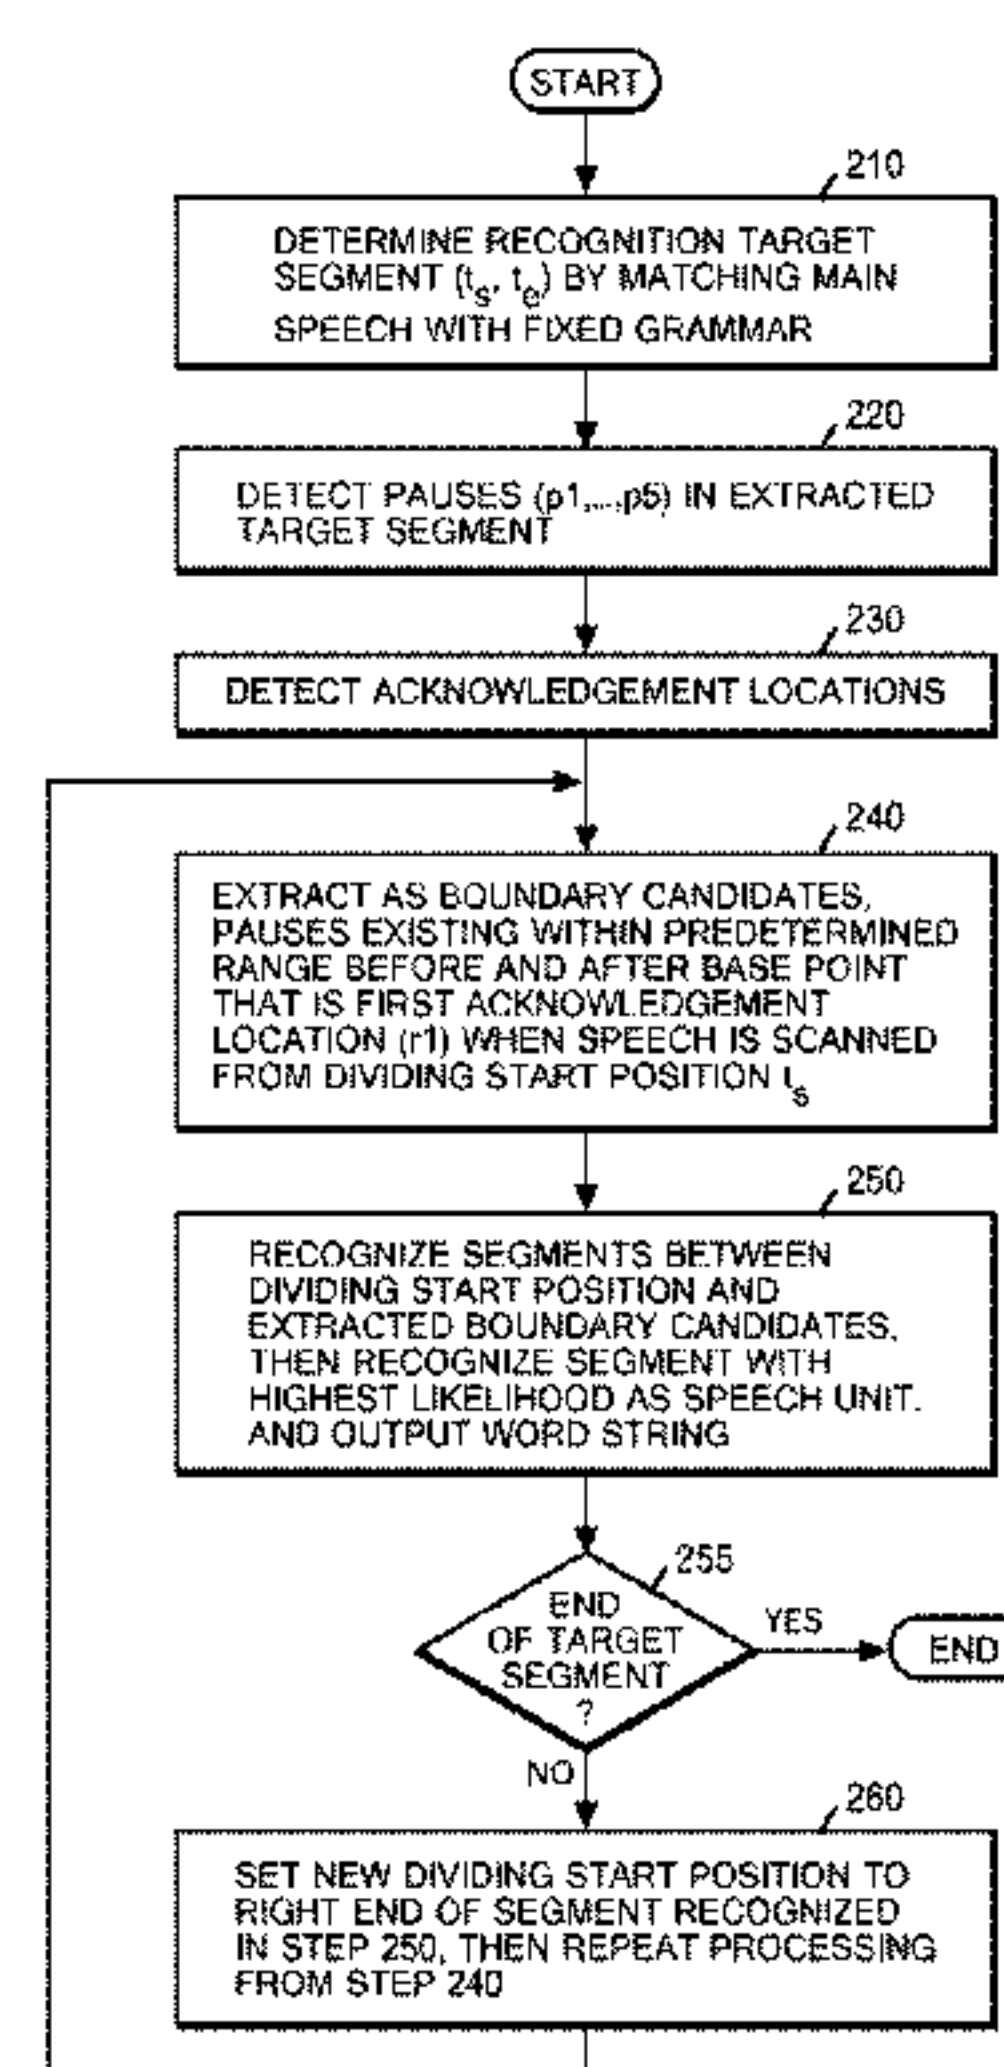 START
210
DETERMINE RECOGNITION TARGET
SEGMENT (ts, te) BY MATCHING MAIN
SPEECH WITH FIXED GRAMMAR
220
DETECT PAUSES (p1,...,p5) IN EXTRACTED
TARGET SEGMENT
230
DETECT ACKNOWLEDGEMENT LOCATIONS
240
EXTRACT AS BOUNDARY CANDIDATES,
PAUSES EXISTING WITHIN PREDETERMINED
RANGE BEFORE AND AFTER BASE POINT
THAT IS FIRST ACKNOWLEDGEMENT
LOCATION (r1) WHEN SPEECH IS SCANNED
FROM DIVIDING START POSITION ts
250
RECOGNIZE SEGMENTS BETWEEN
DIVIDING START POSITION AND
EXTRACTED BOUNDARY CANDIDATES,
THEN RECOGNIZE SEGMENT WITH
HIGHEST LIKELIHOOD AS SPEECH UNIT.
AND OUTPUT WORD STRING
255
END
OF TARGET
SEGMENT
?
YES
END
NO
260
SET NEW DIVIDING START POSITION TO
RIGHT END OF SEGMENT RECOGNIZED
IN STEP 250, THEN REPEAT PROCESSING
FROM STEP 240